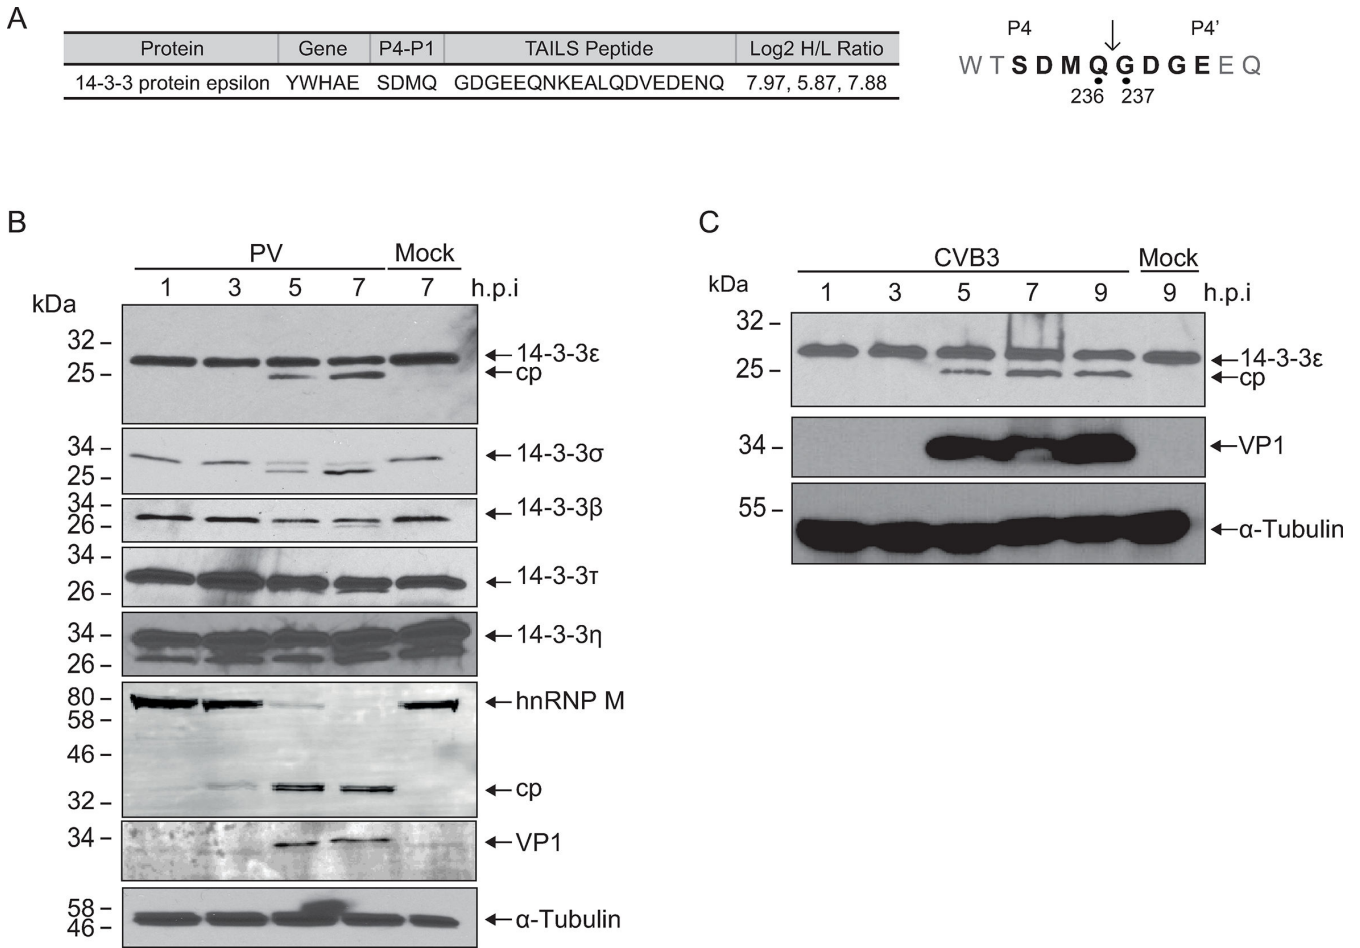 A
Protein Gene P4-P1 TAILS Peptide Log2 H/L Ratio
14-3-3 protein epsilon YWHAE SDMQ GDGEEQNKEALQDVEDENQ 7.97, 5.87, 7.88
P4 P4’
W T S D M Q G D G E E Q
236 237
B
PV Mock
1 3 5 7 7 h.p.i
kDa
32
25
14-3-3ε
cp
34
25
14-3-3σ
34
26
14-3-3β
34
26
14-3-3τ
34
26
14-3-3η
80
58
46
32
hnRNP M
cp
34
VP1
58
46
α-Tubulin
C
CVB3 Mock
kDa
1 3 5 7 9 9 h.p.i
32
25
14-3-3ε
cp
34
VP1
55
α-Tubulin